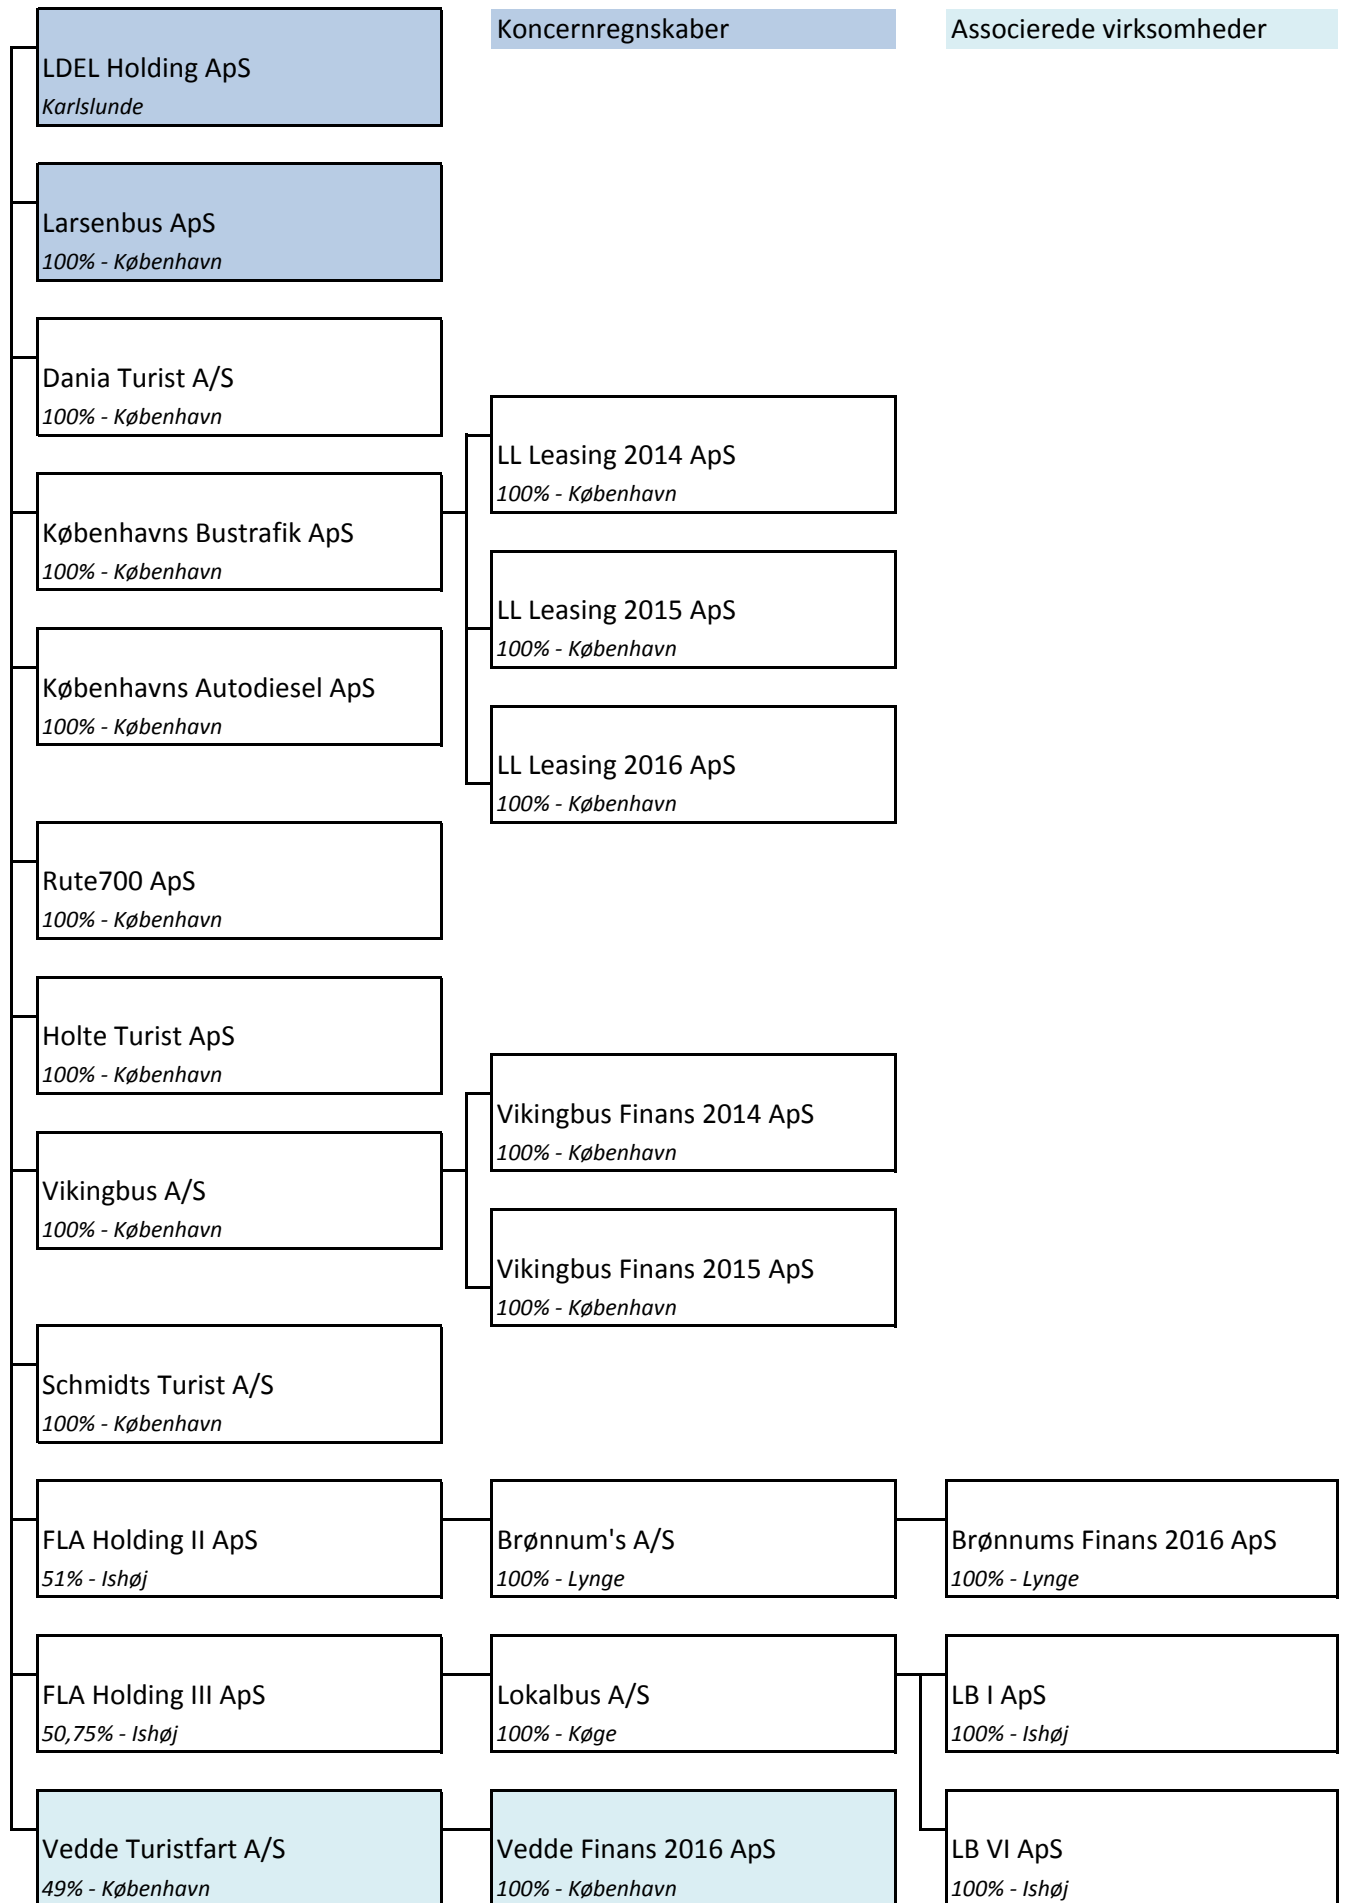 Koncernregnskaber
Associerede virksomheder
LDEL Holding ApS
Karlslunde
Larsenbus ApS
100% - København
Dania Turist A/S
100% - København
LL Leasing 2014 ApS
100% - København
Københavns Bustrafik ApS
100% - København
LL Leasing 2015 ApS
100% - København
Københavns Autodiesel ApS
100% - København
LL Leasing 2016 ApS
100% - København
Rute700 ApS
100% - København
Holte Turist ApS
100% - København
Vikingbus Finans 2014 ApS
100% - København
Vikingbus A/S
100% - København
Vikingbus Finans 2015 ApS
100% - København
Schmidts Turist A/S
100% - København
FLA Holding II ApS
51% - Ishøj
Brønnum's A/S
100% - Lynge
Brønnums Finans 2016 ApS
100% - Lynge
FLA Holding III ApS
50,75% - Ishøj
Lokalbus A/S
100% - Køge
LB I ApS
100% - Ishøj
Vedde Turistfart A/S
49% - København
Vedde Finans 2016 ApS
100% - København
LB VI ApS
100% - Ishøj